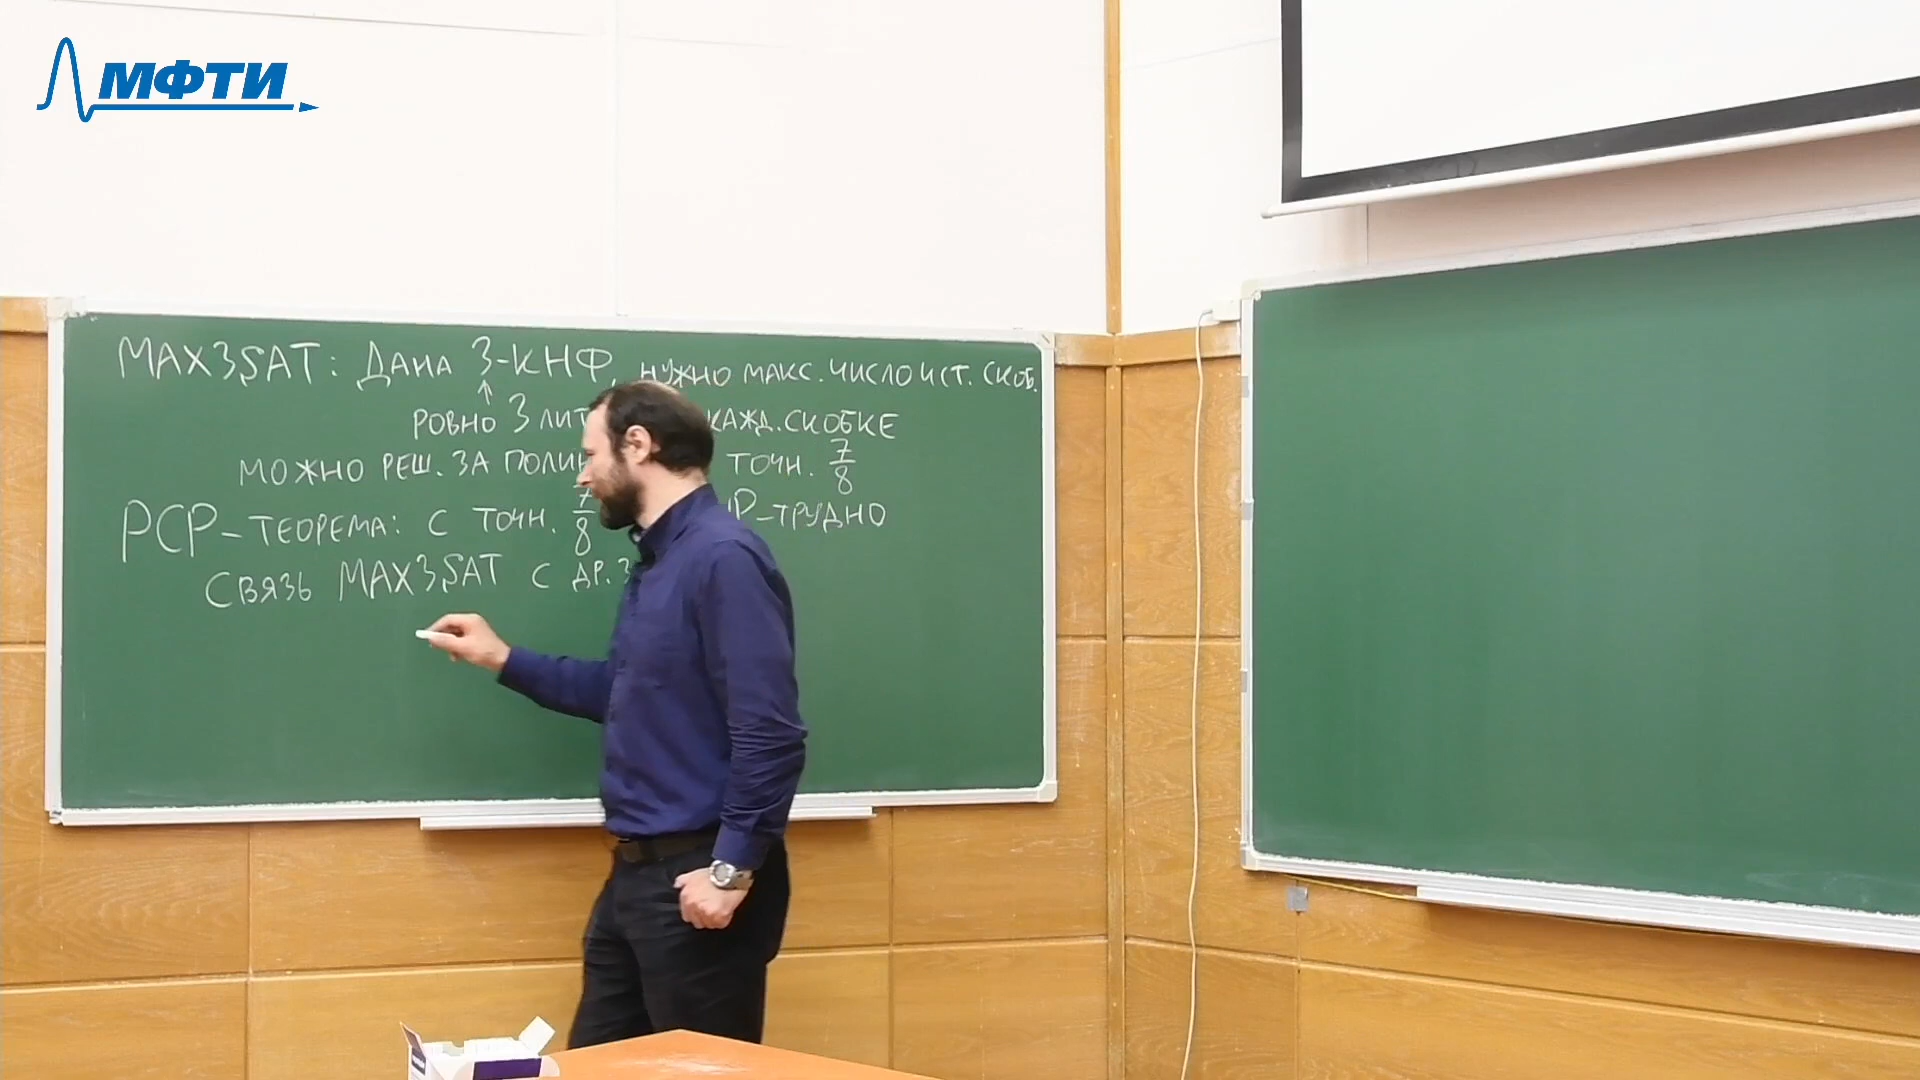 МФТИ
MAX3SAT: ДАНА 3-КНФ, НУЖНО МАКС. ЧИСЛО ИСТ. СКОБ.
↑
РОВНО 3 ЛИТ КАЖД. СКОБКЕ
МОЖНО РЕШ. ЗА ПОЛИН ТОЧН. 7/8
PCP-ТЕОРЕМА: С ТОЧН. 7/8 NP-ТРУДНО
СВЯЗЬ MAX3SAT С ДР. З